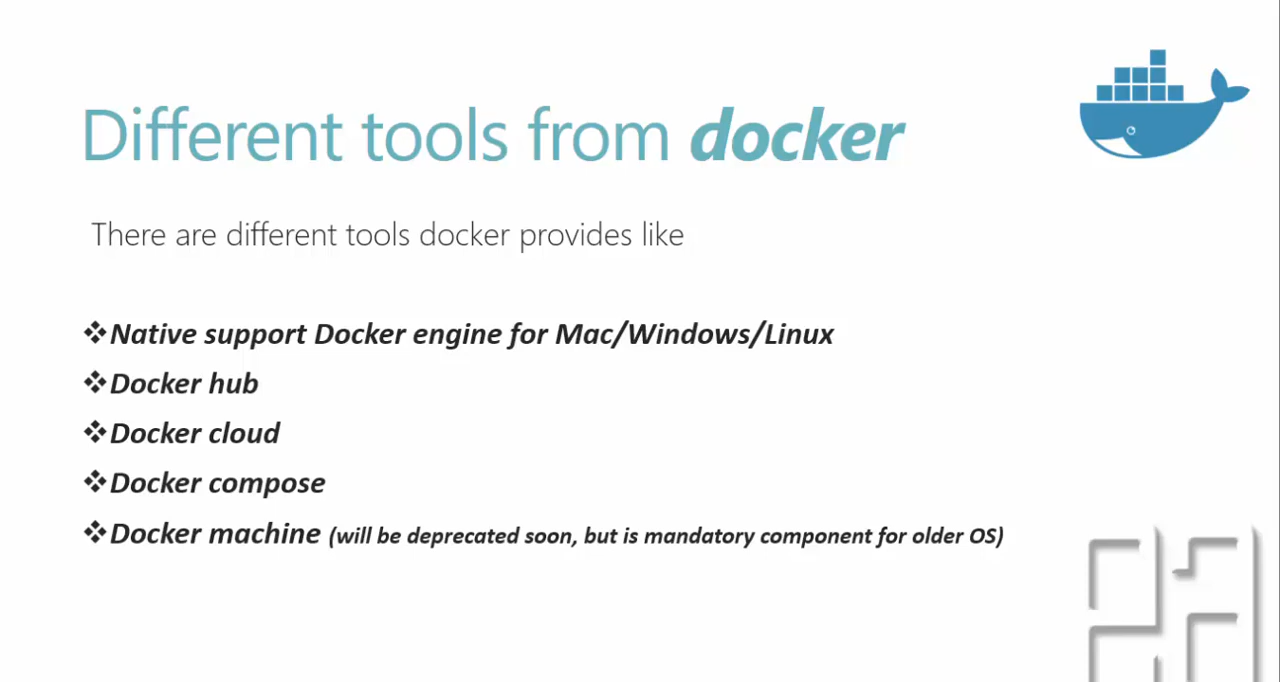 Different tools from docker
There are different tools docker provides like
❖Native support Docker engine for Mac/Windows/Linux
❖Docker hub
❖Docker cloud
❖Docker compose
❖Docker machine (will be deprecated soon, but is mandatory component for older OS)